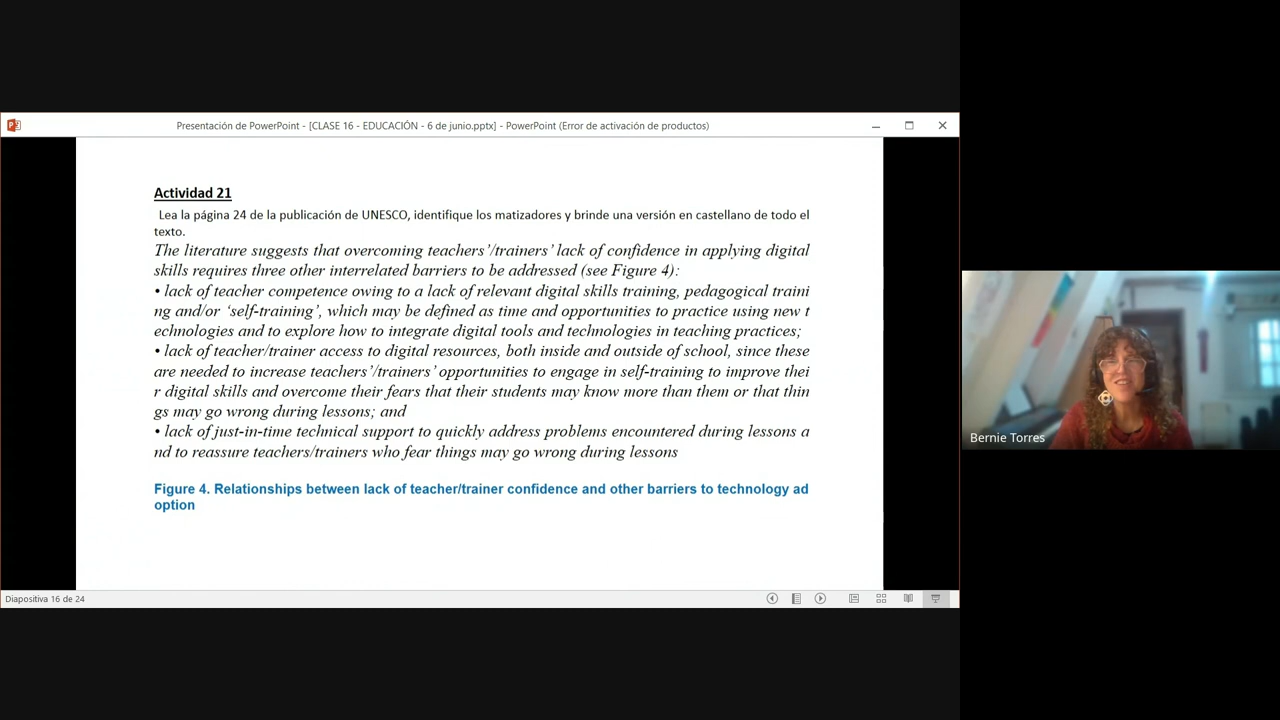 Presentación de PowerPoint - [CLASE 16 - EDUCACIÓN - 6 de junio.pptx] - PowerPoint (Error de activación de productos)
Actividad 21
Lea la página 24 de la publicación de UNESCO, identifique los matizadores y brinde una versión en castellano de todo el
texto.
The literature suggests that overcoming teachers’/trainers’ lack of confidence in applying digital
skills requires three other interrelated barriers to be addressed (see Figure 4):
• lack of teacher competence owing to a lack of relevant digital skills training, pedagogical traini
ng and/or ‘self-training’, which may be defined as time and opportunities to practice using new t
echnologies and to explore how to integrate digital tools and technologies in teaching practices;
• lack of teacher/trainer access to digital resources, both inside and outside of school, since these
are needed to increase teachers’/trainers’ opportunities to engage in self-training to improve thei
r digital skills and overcome their fears that their students may know more than them or that thin
gs may go wrong during lessons; and
• lack of just-in-time technical support to quickly address problems encountered during lessons a
nd to reassure teachers/trainers who fear things may go wrong during lessons
Figure 4. Relationships between lack of teacher/trainer confidence and other barriers to technology ad
option
Diapositiva 16 de 24
Bernie Torres